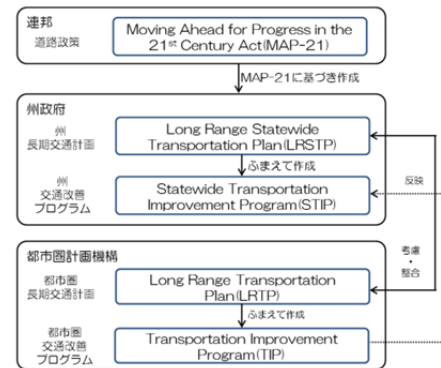 連邦
道路政策
Moving Ahead for Progress in the
21st Century Act(MAP-21)
MAP-21に基づき作成
州政府
州
長期交通計画
Long Range Statewide
Transportation Plan(LRSTP)
ふまえて作成
州
交通改善
プログラム
Statewide Transportation
Improvement Program(STIP)
反映
考慮
・
整合
都市圏計画機構
都市圏
長期交通計画
Long Range Transportation
Plan(LRTP)
ふまえて作成
都市圏
交通改善
プログラム
Transportation Improvement
Program(TIP)